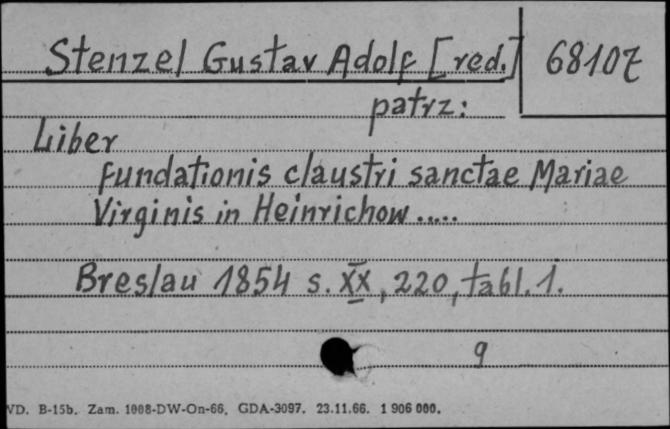 Stenzel Gustav Adolf [red.] 68107
patrz:
Liber
fundationis claustri sanctae Mariae
Virginis in Heinrichow.....
Breslau 1854 s. XX, 220, tabl. 1.
9
VD. B-15b. Zam. 1008-DW-On-66. GDA-3097. 23.11.66. 1 906 000.